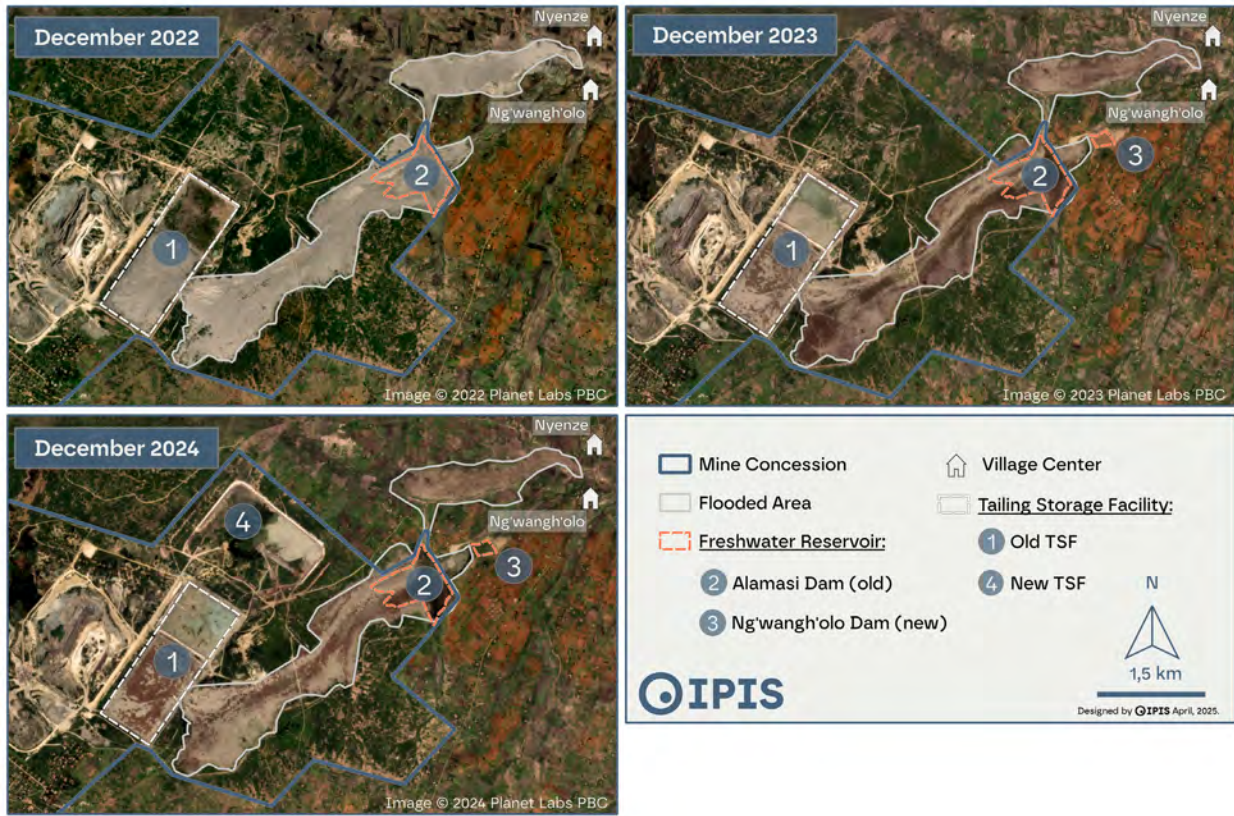 December 2022
Nyenze
Ng'wangh'olo
2
1
Image © 2022 Planet Labs PBC
December 2023
Nyenze
Ng'wangh'olo
3
2
1
Image © 2023 Planet Labs PBC
December 2024
Nyenze
4
Ng'wangh'olo
3
2
1
Image © 2024 Planet Labs PBC
Mine Concession
Village Center
Flooded Area
Tailing Storage Facility:
Freshwater Reservoir:
1 Old TSF
2 Alamasi Dam (old)
4 New TSF
3 Ng'wangh'olo Dam (new)
N
1,5 km
IPIS
Designed by IPIS April, 2025.